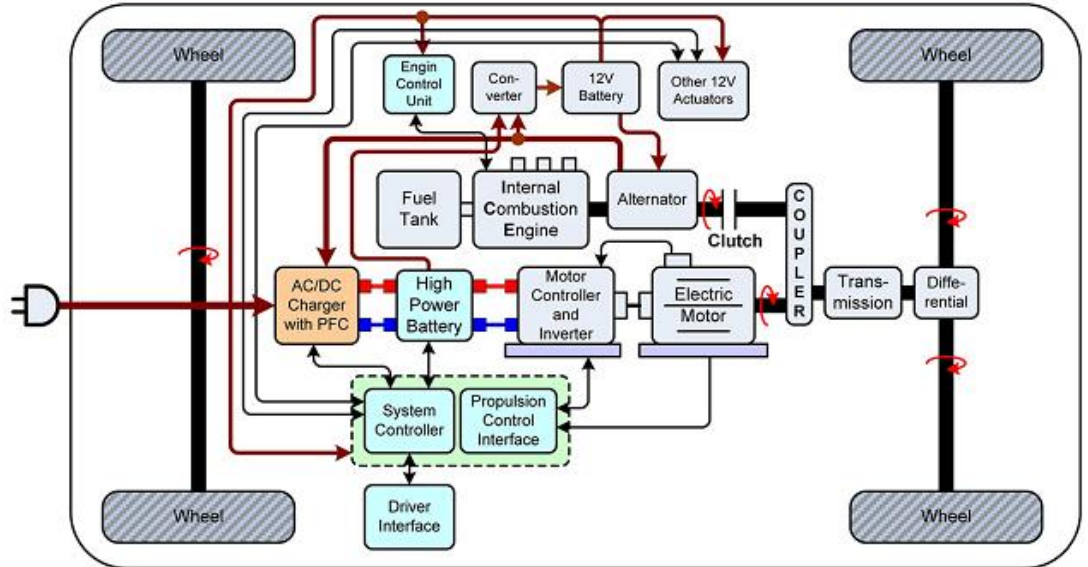 Wheel
Wheel
Engin
Control
Unit
Con-
verter
12V
Battery
Other 12V
Actuators
Fuel
Tank
Internal
Combustion
Engine
Alternator
Clutch
COUPLER
AC/DC
Charger
with PFC
High
Power
Battery
Motor
Controller
and
Inverter
Electric
Motor
Trans-
mission
Diffe-
rential
System
Controller
Propulsion
Control
Interface
Driver
Interface
Wheel
Wheel